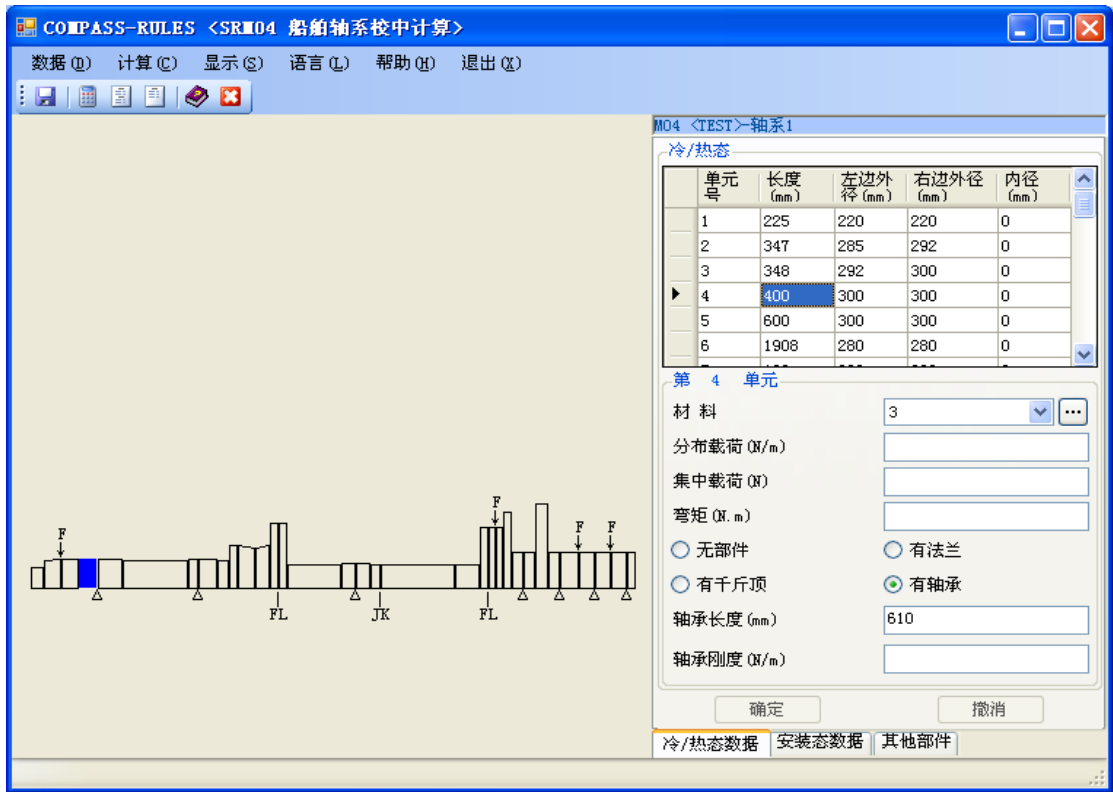 COMPASS-RULES <SRM04 船舶轴系校中计算>
数据(D) 计算(C) 显示(S) 语言(L) 帮助(H) 退出(X)
M04 <TEST>-轴系1
冷/热态
单元号 长度(mm) 左边外径(mm) 右边外径(mm) 内径(mm)
1 225 220 220 0
2 347 285 292 0
3 348 292 300 0
4 400 300 300 0
5 600 300 300 0
6 1908 280 280 0
第 4 单元
材 料 3 ...
分布载荷(N/m)
集中载荷(N)
弯矩(N.m)
无部件 有法兰
有千斤顶 有轴承
轴承长度(mm) 610
轴承刚度(N/m)
确定 撤消
冷/热态数据 安装态数据 其他部件
F F F F
FL JK FL